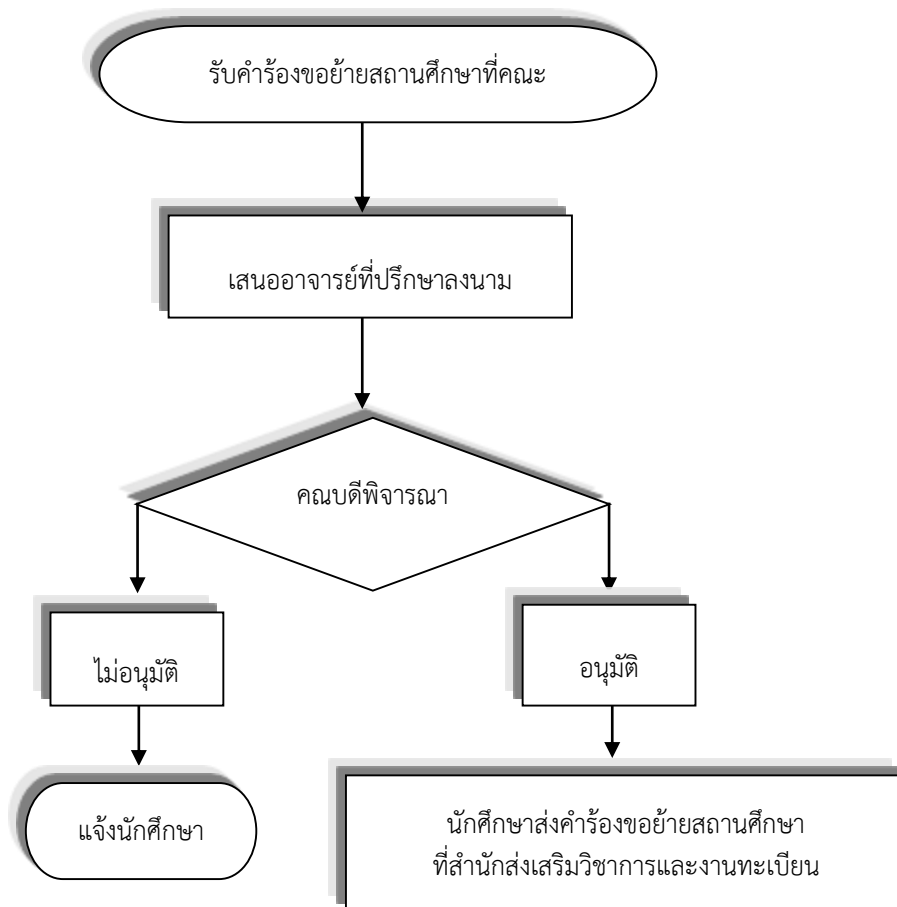 รับคำร้องขอย้ายสถานศึกษาที่คณะ
เสนออาจารย์ที่ปรึกษาลงนาม
คณบดีพิจารณา
ไม่อนุมัติ
อนุมัติ
แจ้งนักศึกษา
นักศึกษาส่งคำร้องขอย้ายสถานศึกษา
ที่สำนักส่งเสริมวิชาการและงานทะเบียน